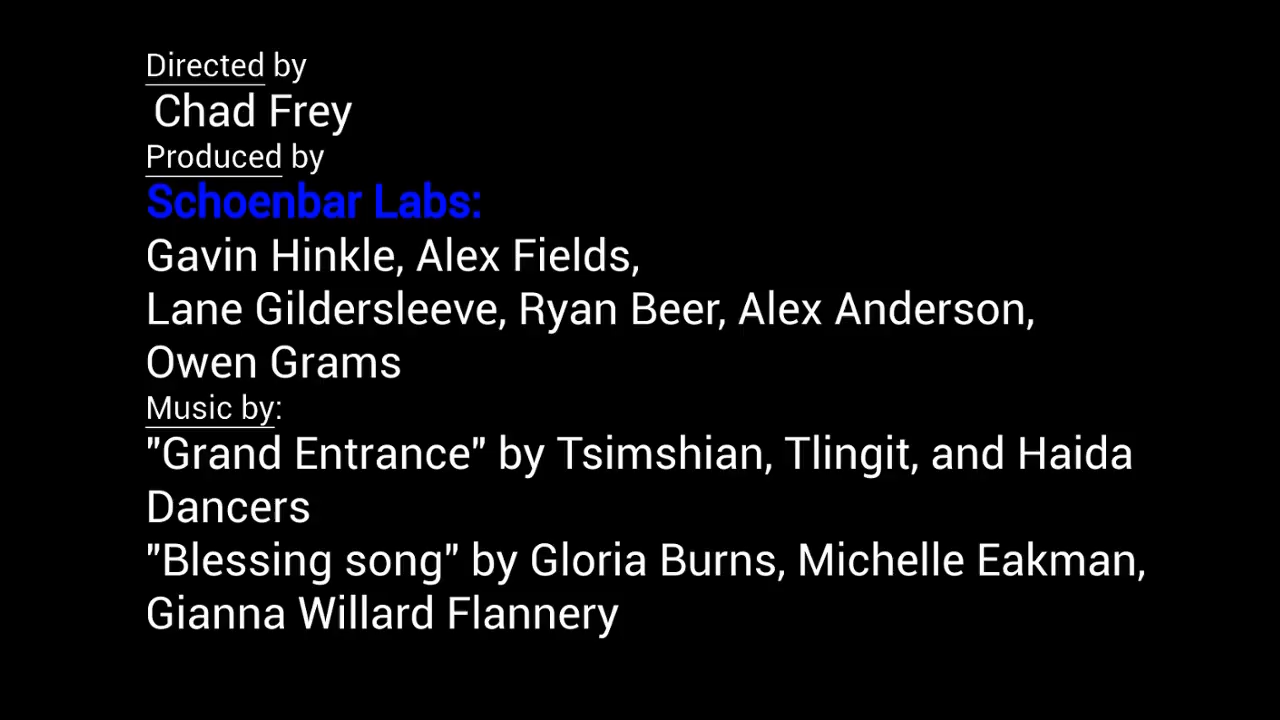 Directed by
Chad Frey
Produced by
Schoenbar Labs:
Gavin Hinkle, Alex Fields,
Lane Gildersleeve, Ryan Beer, Alex Anderson,
Owen Grams
Music by:
"Grand Entrance" by Tsimshian, Tlingit, and Haida
Dancers
"Blessing song" by Gloria Burns, Michelle Eakman,
Gianna Willard Flannery